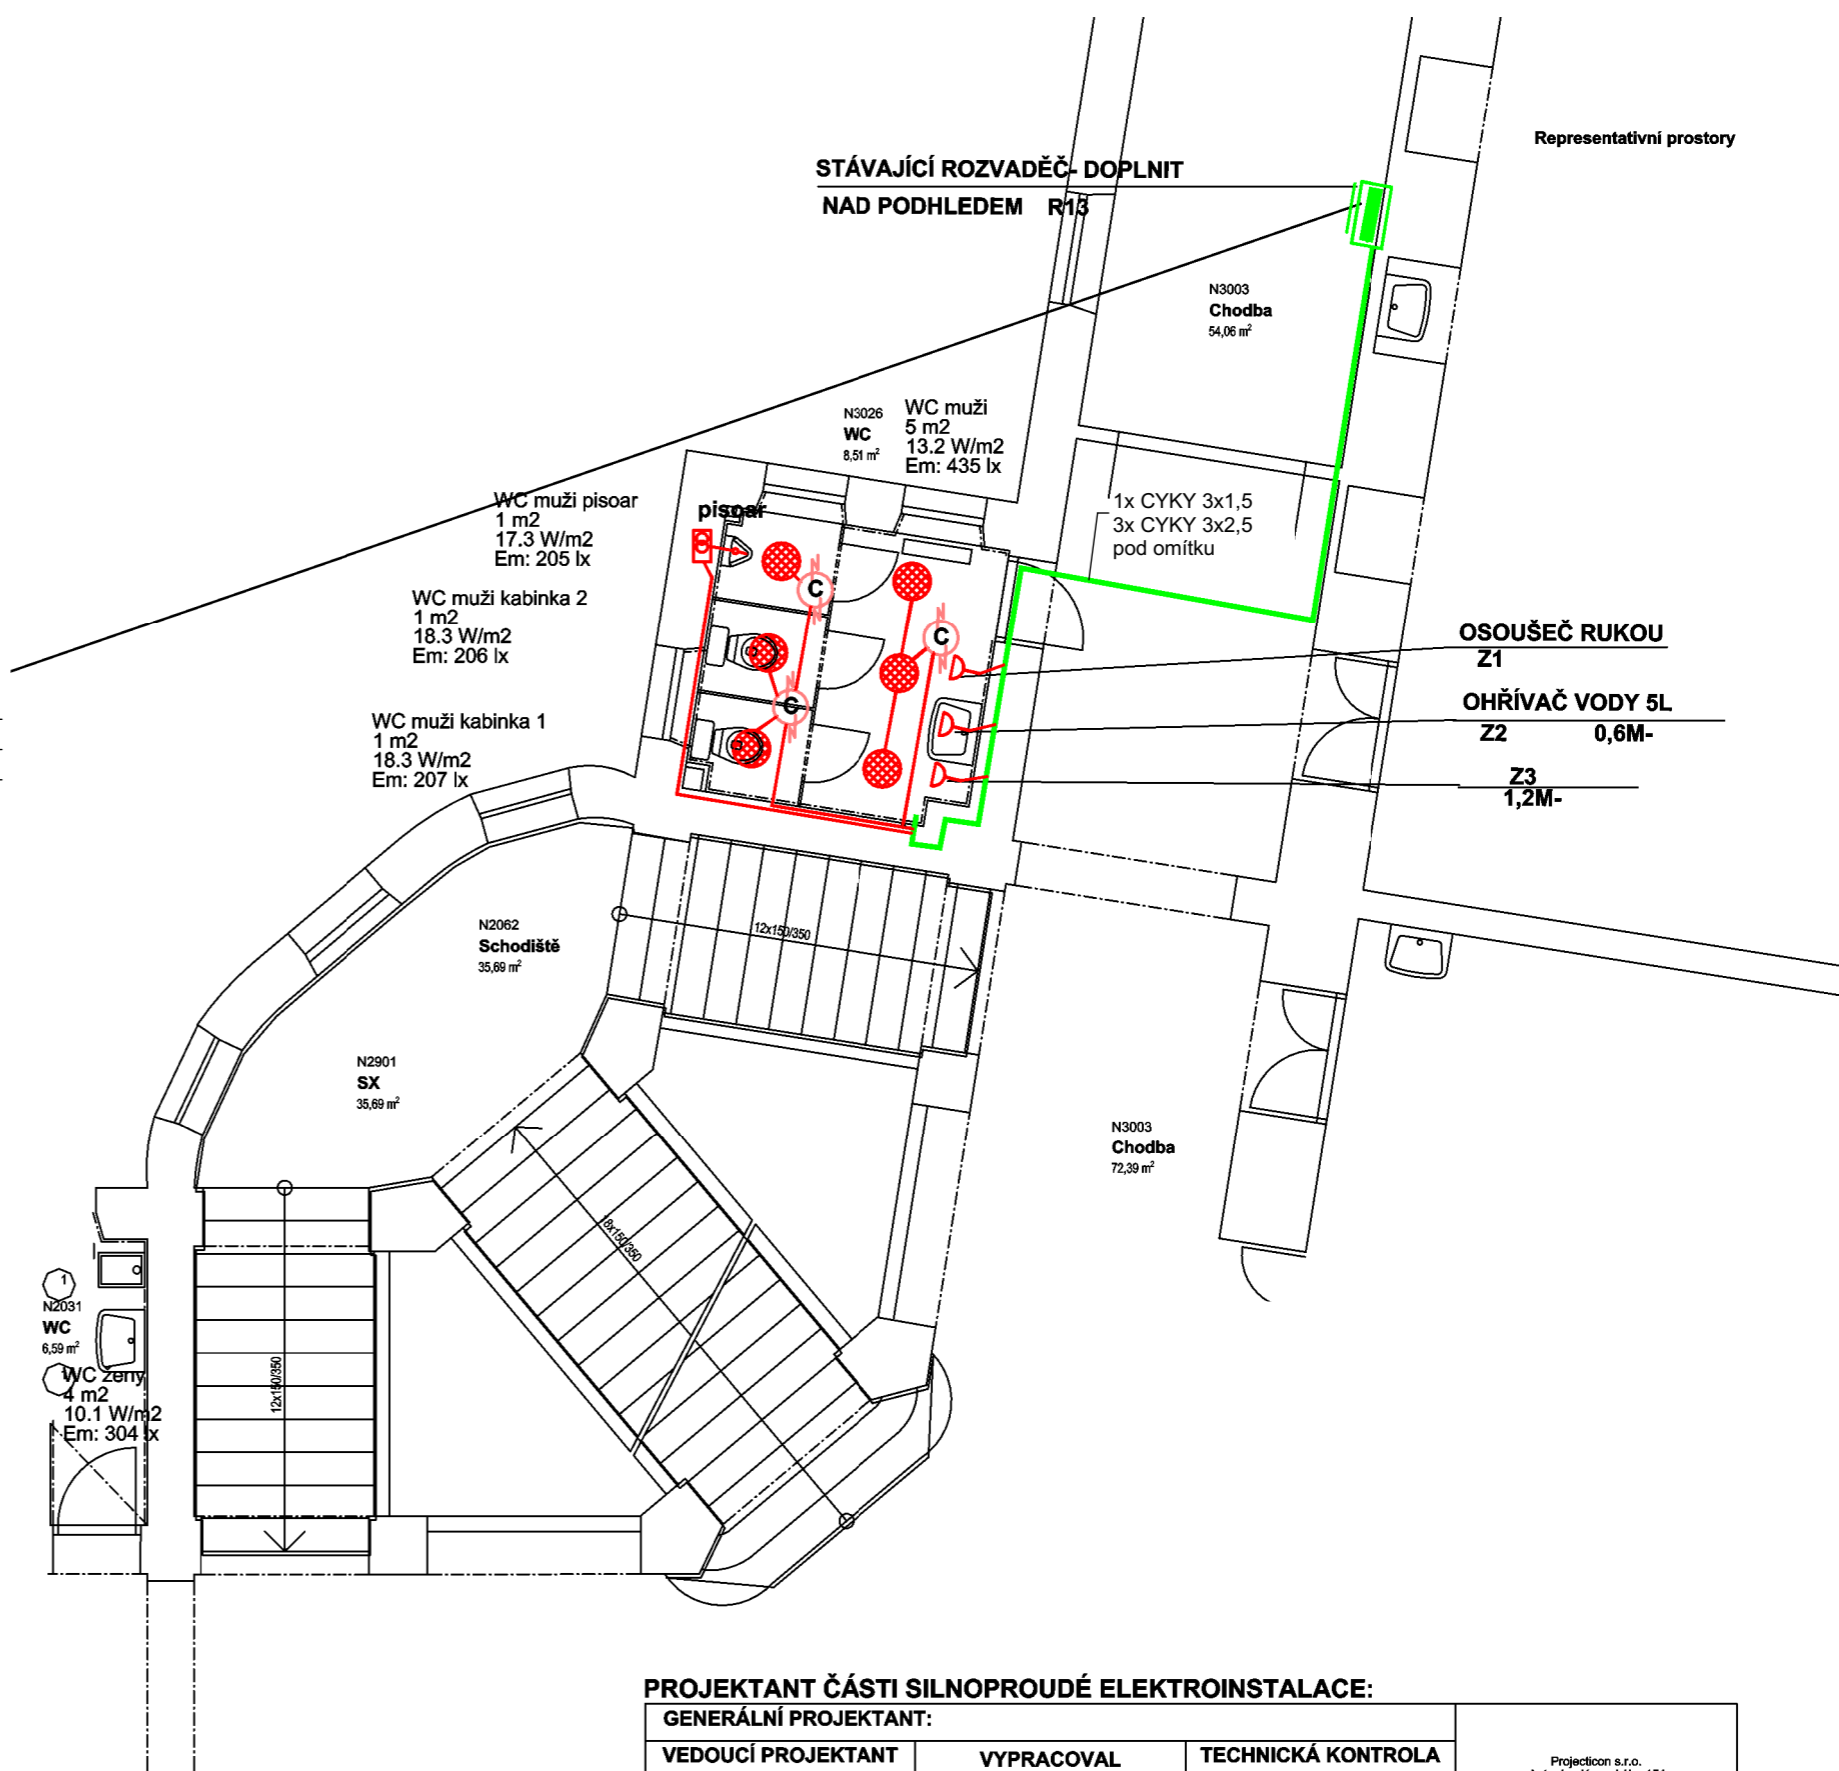 Representativní prostory
STÁVAJÍCÍ ROZVADĚČ- DOPLNIT
NAD PODHLEDEM R13
N3003
Chodba
54,06 m²
N3026
WC
8,51 m²
WC muži
5 m2
13.2 W/m2
Em: 435 lx
WC muži pisoar
1 m2
17.3 W/m2
Em: 205 lx
pisoar
1x CYKY 3x1,5
3x CYKY 3x2,5
pod omítku
WC muži kabinka 2
1 m2
18.3 W/m2
Em: 206 lx
C
C
C
OSOUŠEČ RUKOU
Z1
OHŘÍVAČ VODY 5L
Z2 0,6M-
Z3
1,2M-
WC muži kabinka 1
1 m2
18.3 W/m2
Em: 207 lx
N2062
Schodiště
35,69 m²
12x150/350
N2901
SX
35,69 m²
N3003
Chodba
72,39 m²
18x150/350
12x150/350
1
N2031
WC
6,59 m²
WC ženy
4 m2
10.1 W/m2
Em: 304 lx
PROJEKTANT ČÁSTI SILNOPROUDÉ ELEKTROINSTALACE:
GENERÁLNÍ PROJEKTANT:
VEDOUCÍ PROJEKTANT VYPRACOVAL TECHNICKÁ KONTROLA
Projecticon s.r.o.